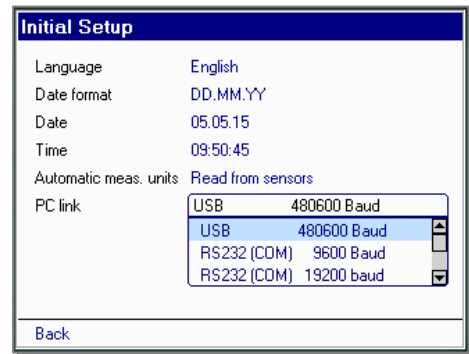 Initial Setup
Language English
Date format DD.MM.YY
Date 05.05.15
Time 09:50:45
Automatic meas. units Read from sensors
PC link USB 480600 Baud
USB 480600 Baud
RS232 (COM) 9600 Baud
RS232 (COM) 19200 baud
Back